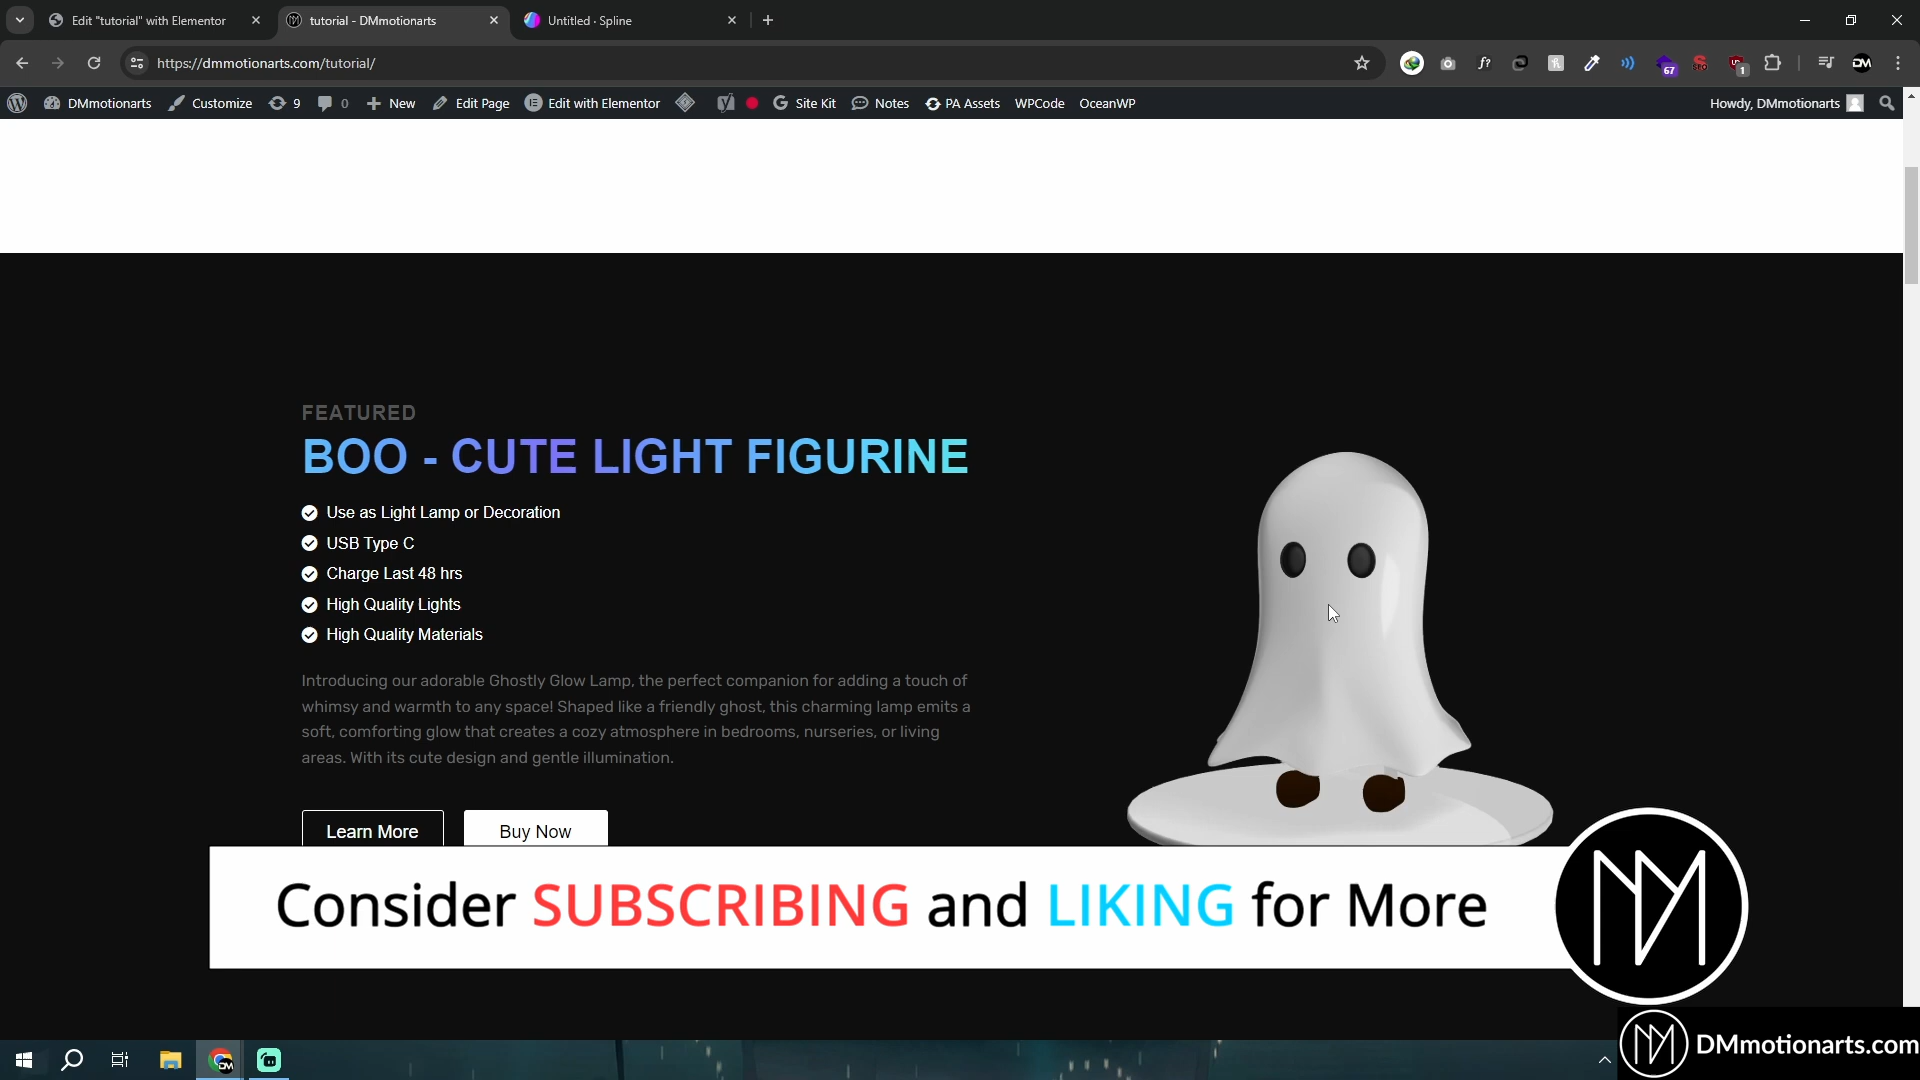 Edit "tutorial" with Elementor
tutorial - DMmotionarts
Untitled - Spline
https://dmmotionarts.com/tutorial/
f?
67
1
DM
DMmotionarts
Customize
9
0
New
Edit Page
Edit with Elementor
Site Kit
Notes
PA Assets
WPCode
OceanWP
Howdy, DMmotionarts
FEATURED
BOO - CUTE LIGHT FIGURINE
Use as Light Lamp or Decoration
USB Type C
Charge Last 48 hrs
High Quality Lights
High Quality Materials
Introducing our adorable Ghostly Glow Lamp, the perfect companion for adding a touch of
whimsy and warmth to any space! Shaped like a friendly ghost, this charming lamp emits a
soft, comforting glow that creates a cozy atmosphere in bedrooms, nurseries, or living
areas. With its cute design and gentle illumination.
Learn More
Buy Now
Consider SUBSCRIBING and LIKING for More
DMmotionarts.com